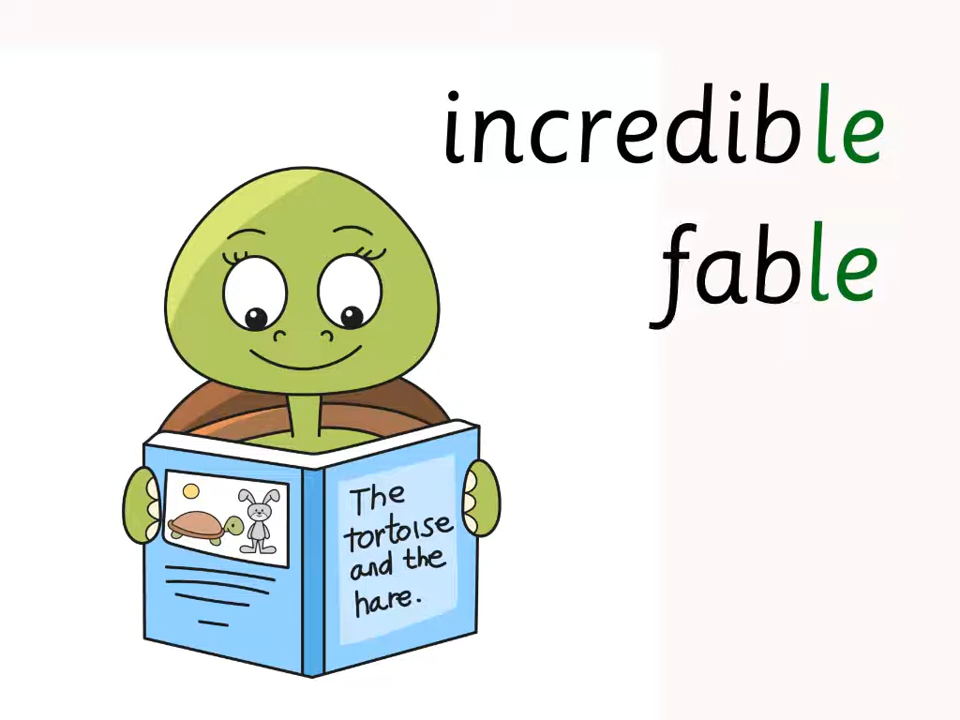 incredible
fable
The
tortoise
and the
hare.